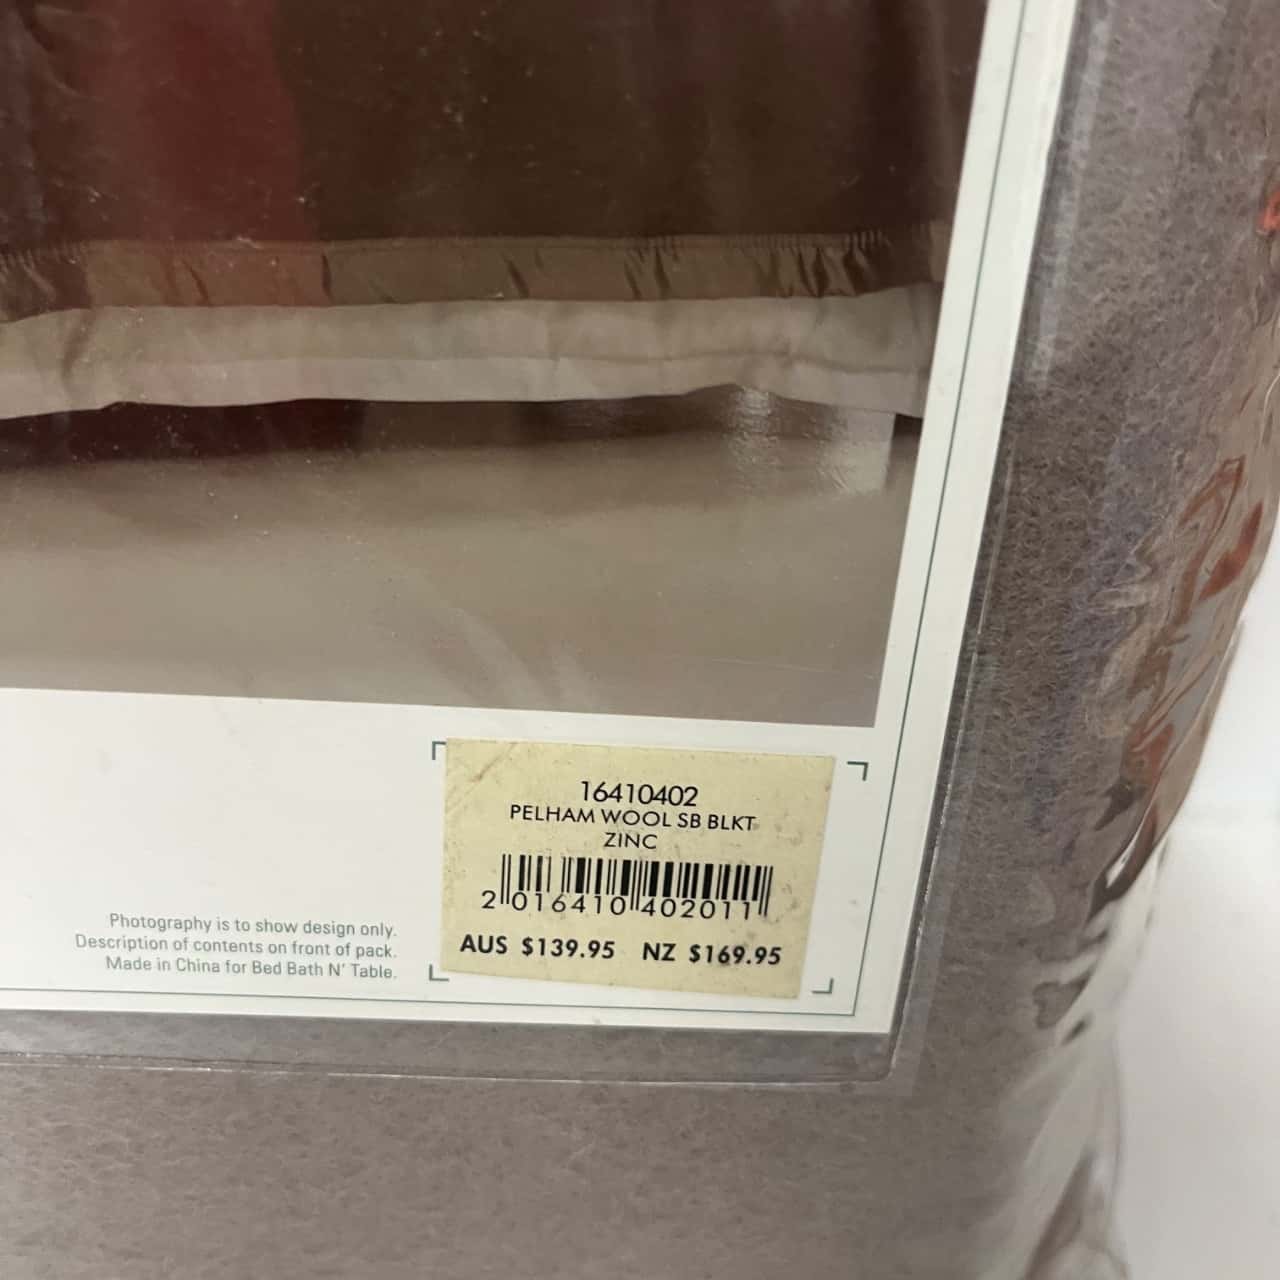 16410402
PELHAM WOOL SB BLKT
ZINC
2 016410 402011
AUS $139.95 NZ $169.95
Photography is to show design only.
Description of contents on front of pack.
Made in China for Bed Bath N' Table.